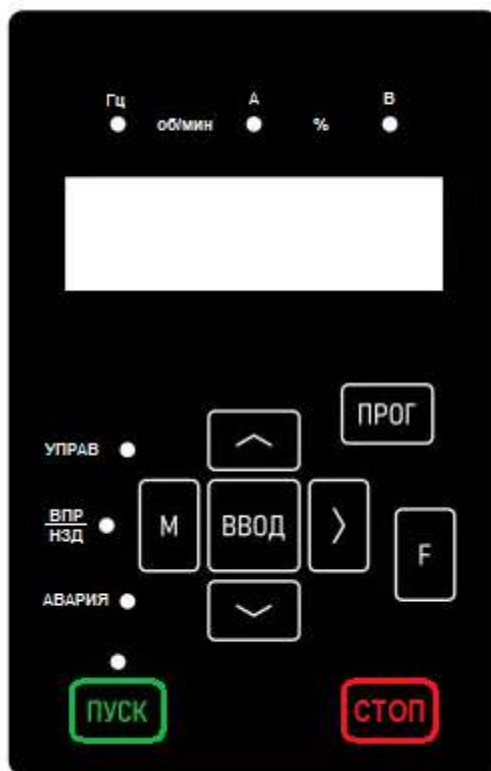 Гц А В
об/мин %
ПРОГ
УПРАВ
ВПР
НЗД
М ВВОД
F
АВАРИЯ
ПУСК СТОП